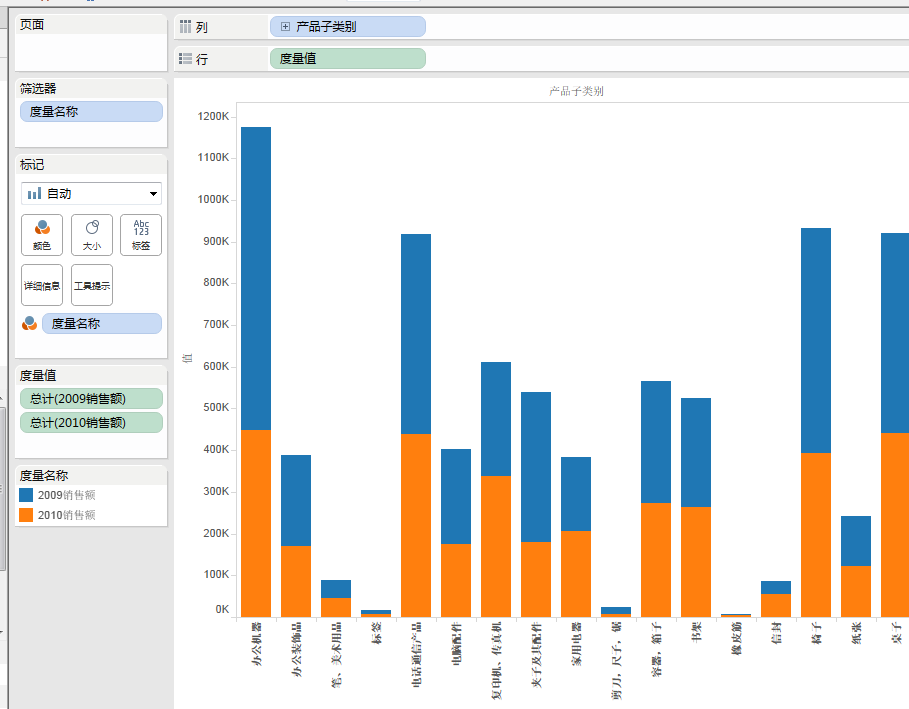 页面
列
产品子类别
行
度量值
筛选器
度量名称
标记
自动
颜色
大小
Abc
123
标签
详细信息
工具提示
度量名称
度量值
总计(2009销售额)
总计(2010销售额)
度量名称
2009销售额
2010销售额
产品子类别
值
1200K
1100K
1000K
900K
800K
700K
600K
500K
400K
300K
200K
100K
0K
办公机器
办公装饰品
笔、美术用品
标签
电话通信产品
电脑配件
复印机、传真机
夹子及其配件
家用电器
剪刀，尺子，锯
容器，箱子
书架
橡皮筋
信封
椅子
纸张
桌子